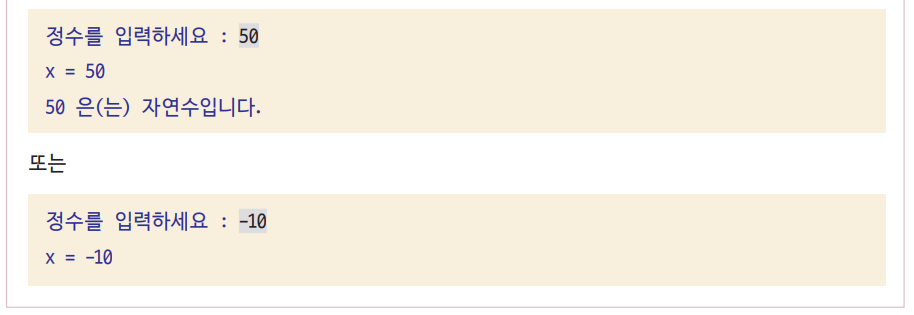 정수를 입력하세요 : 50
x = 50
50 은(는) 자연수입니다.
또는
정수를 입력하세요 : -10
x = -10